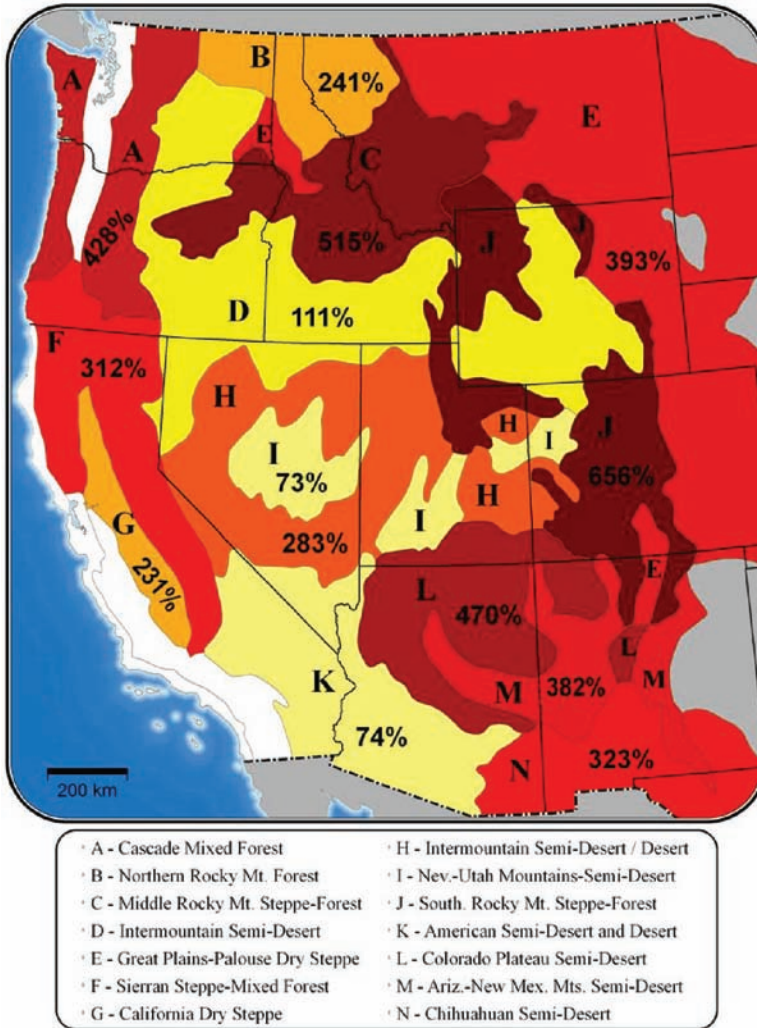 B
241%
A
E
E
A
C
428%
515%
J
J
393%
D
111%
F
312%
H
H
J
I
I
73%
656%
G
H
I
283%
231%
E
L
470%
L
K
M
382%
M
74%
N
323%
200 km
A - Cascade Mixed Forest
B - Northern Rocky Mt. Forest
C - Middle Rocky Mt. Steppe-Forest
D - Intermountain Semi-Desert
E - Great Plains-Palouse Dry Steppe
F - Sierran Steppe-Mixed Forest
G - California Dry Steppe
H - Intermountain Semi-Desert / Desert
I - Nev.-Utah Mountains-Semi-Desert
J - South. Rocky Mt. Steppe-Forest
K - American Semi-Desert and Desert
L - Colorado Plateau Semi-Desert
M - Ariz.-New Mex. Mts. Semi-Desert
N - Chihuahuan Semi-Desert